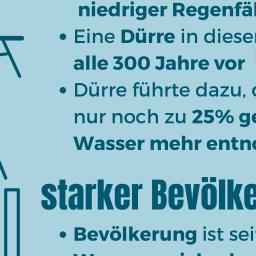 niedriger Regenfäl
• Eine Dürre in dieser
alle 300 Jahre vor
• Dürre führte dazu, d
nur noch zu 25% ge
Wasser mehr entno
starker Bevölke
• Bevölkerung ist sei